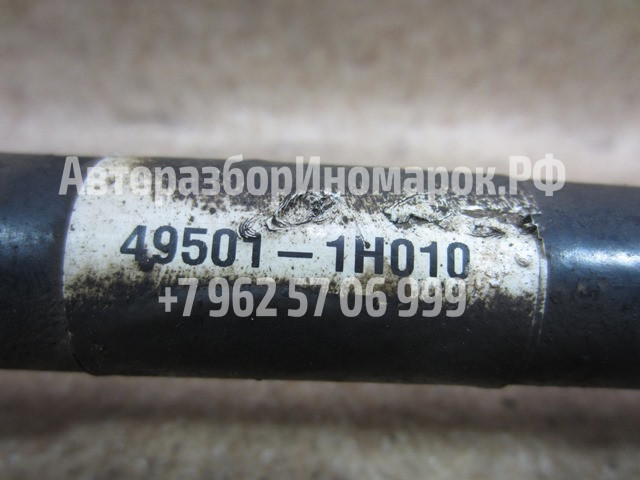 АвторазборИномарок.РФ
49501-1H010
+7 962 57 06 999